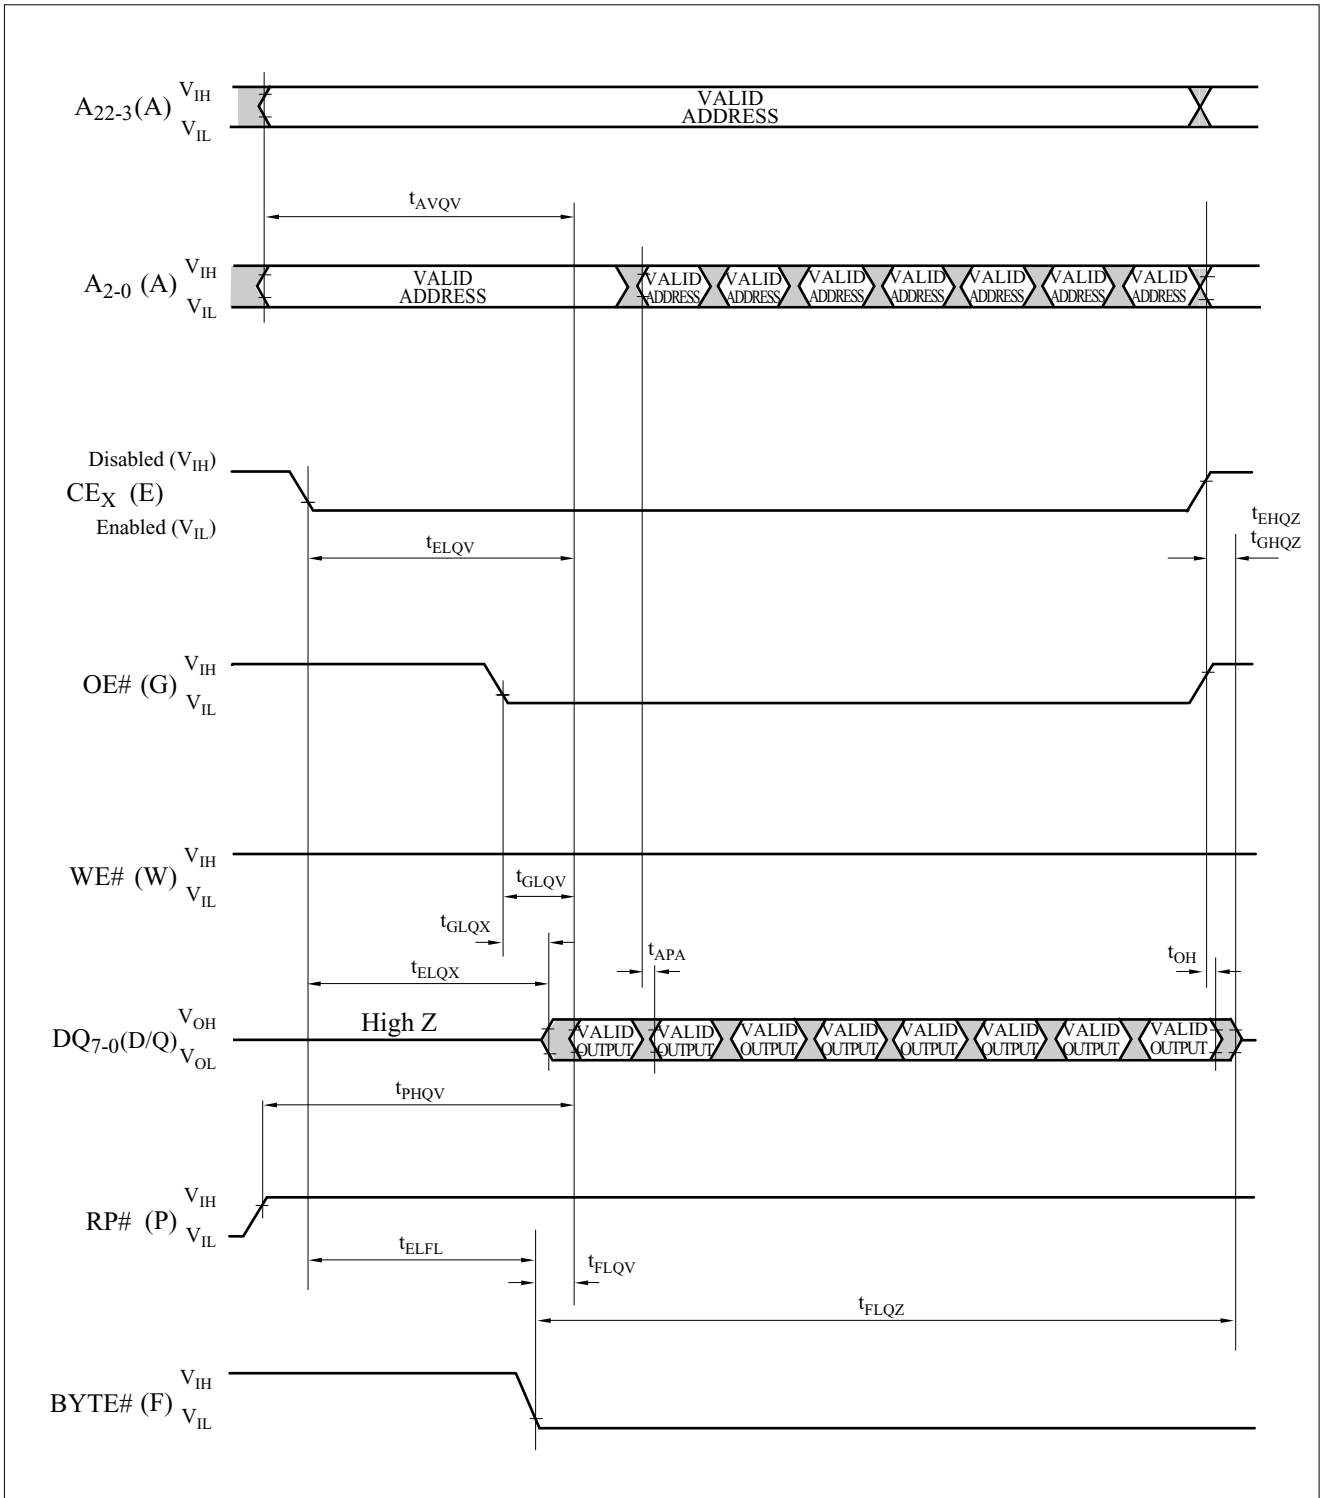 A22-3(A) VIH
VIL
VALID
ADDRESS
tAVQV
A2-0 (A) VIH
VIL
VALID
ADDRESS
VALID
ADDRESS
VALID
ADDRESS
VALID
ADDRESS
VALID
ADDRESS
VALID
ADDRESS
VALID
ADDRESS
VALID
ADDRESS
Disabled (VIH)
CEX (E)
Enabled (VIL)
tELQV
tEHQZ
tGHQZ
OE# (G) VIH
VIL
WE# (W) VIH
VIL
tGLQV
tGLQX
tELQX
tAPA
tOH
DQ7-0(D/Q) VOH
VOL
High Z
VALID
OUTPUT
VALID
OUTPUT
VALID
OUTPUT
VALID
OUTPUT
VALID
OUTPUT
VALID
OUTPUT
VALID
OUTPUT
VALID
OUTPUT
tPHQV
RP# (P) VIH
VIL
tELFL
tFLQV
tFLQZ
BYTE# (F) VIH
VIL